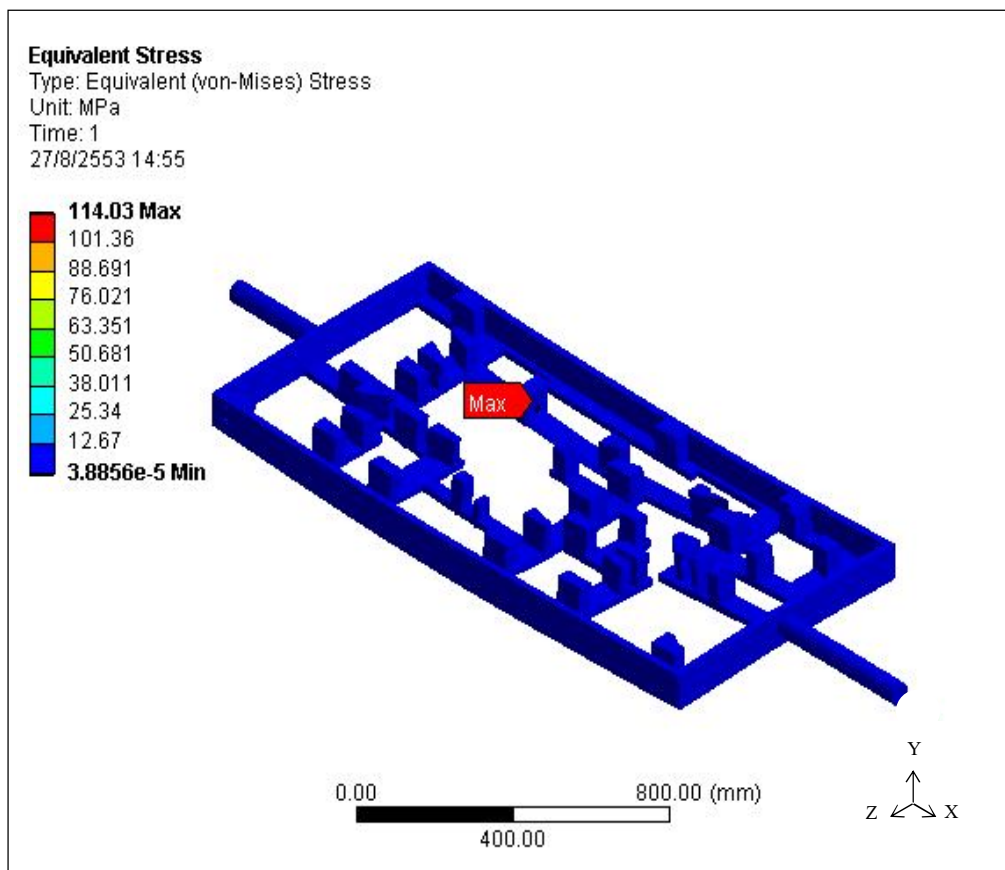 Equivalent Stress
Type: Equivalent (von-Mises) Stress
Unit: MPa
Time: 1
27/8/2553 14:55
114.03 Max
101.36
88.691
76.021
63.351
50.681
38.011
25.34
12.67
3.8856e-5 Min
Max
0.00 800.00 (mm)
400.00
Y
Z X